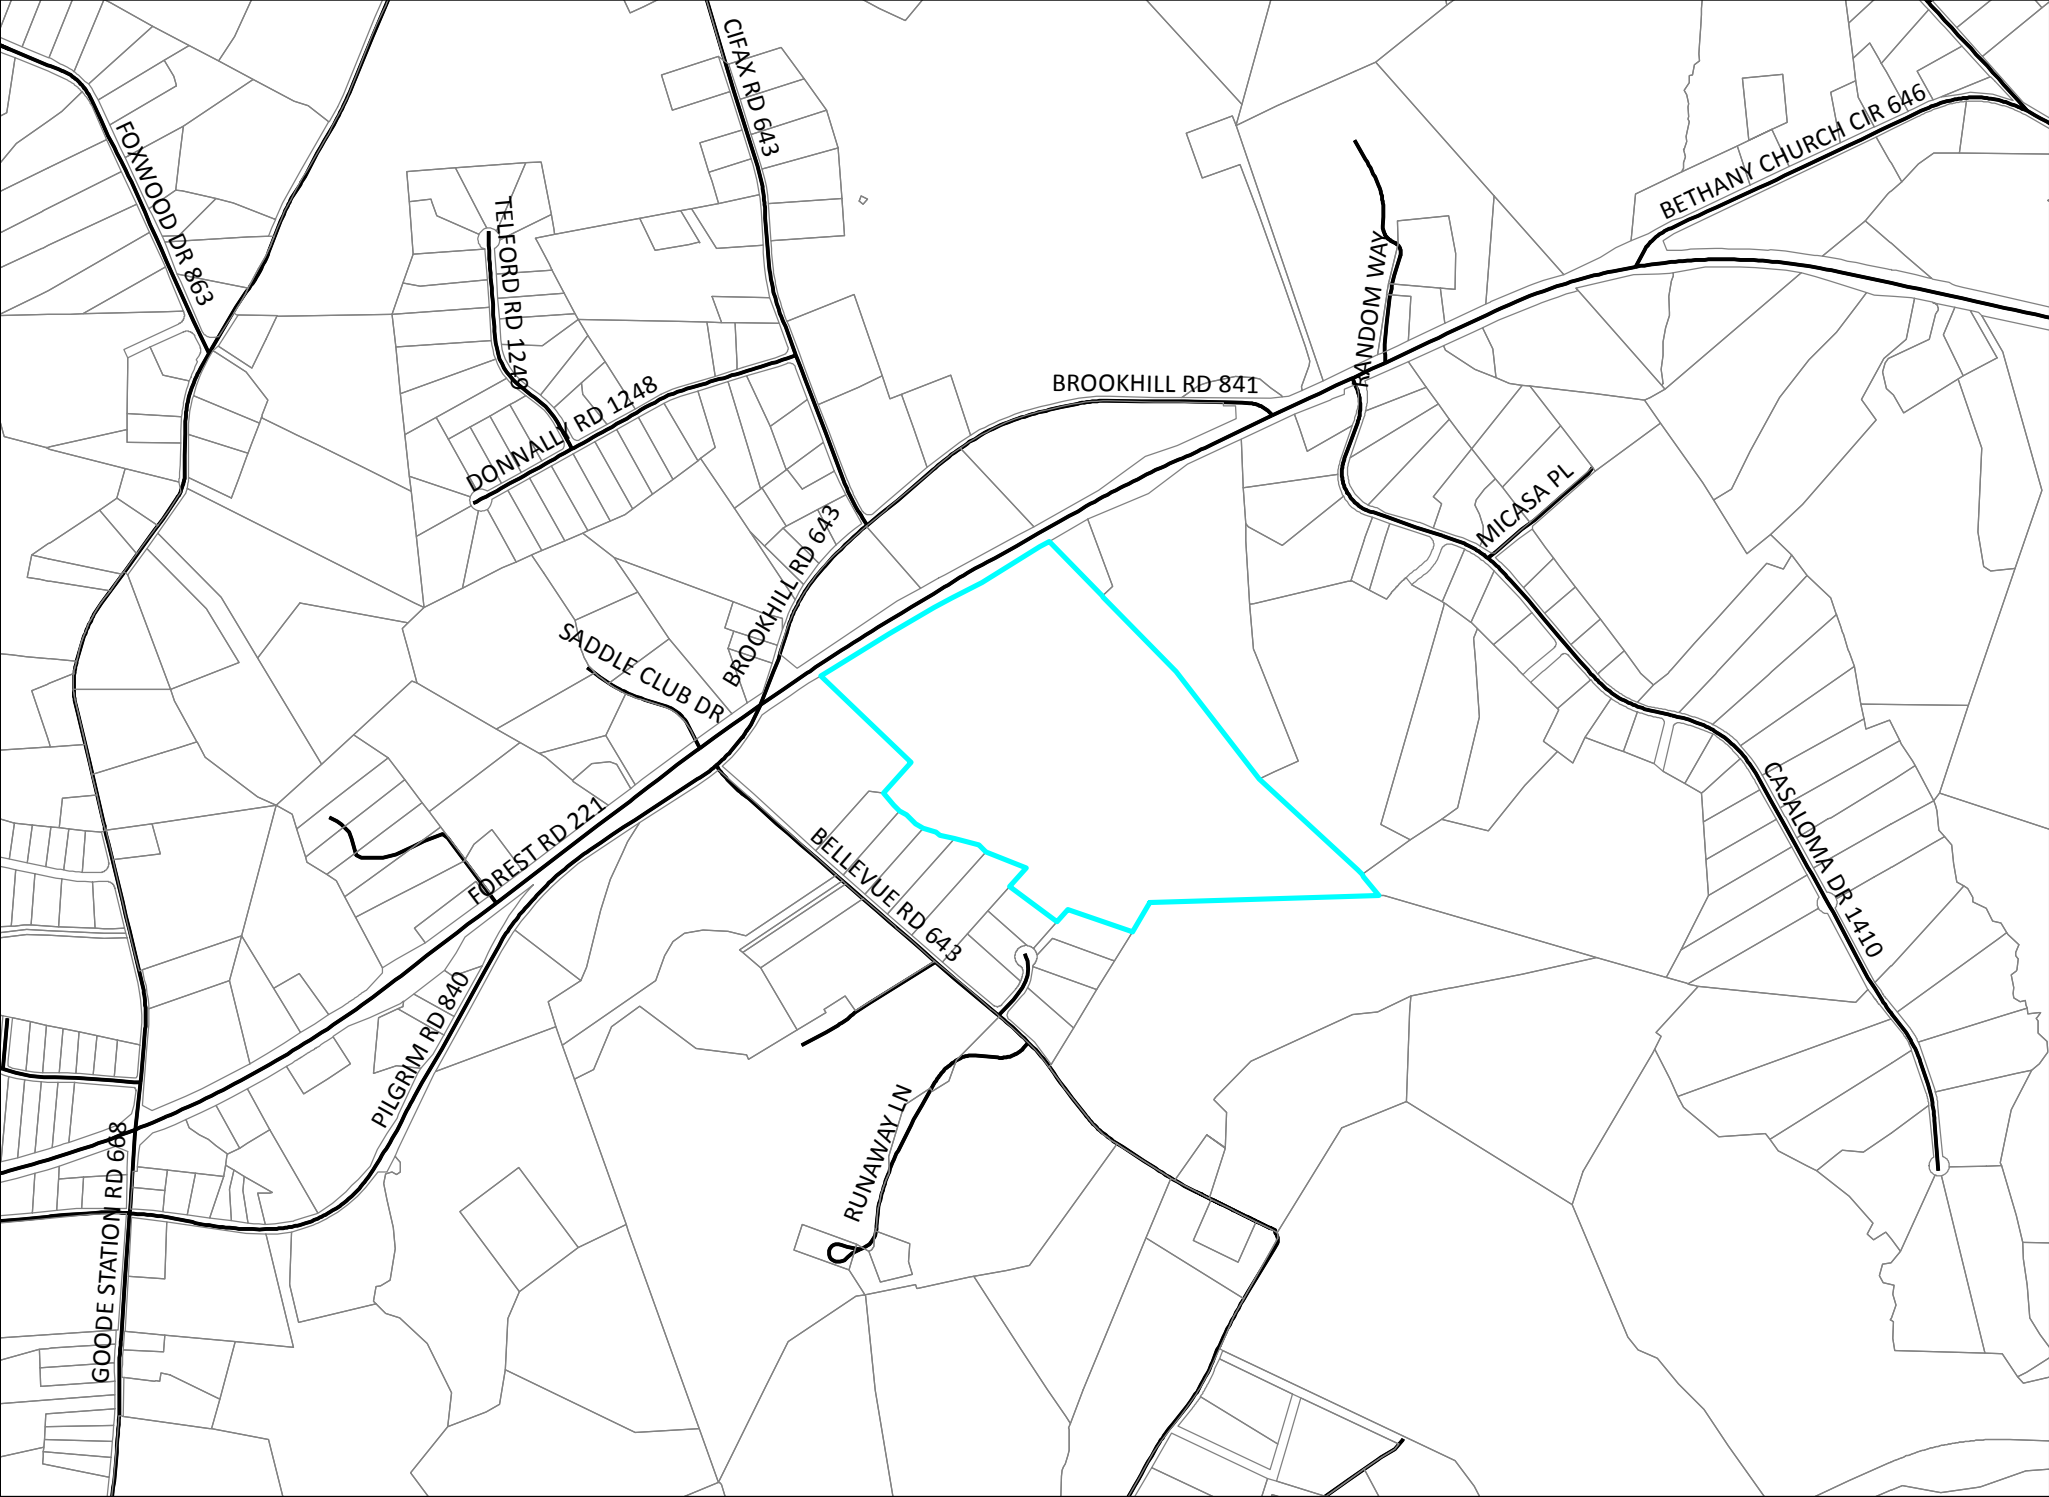 CIFAX RD 643
BETHANY CHURCH CIR 646
FOXWOOD DR 863
TELFORD RD 1249
RANDOM WAY
BROOKHILL RD 841
DONNALLY RD 1248
MICASA PL
BROOKHILL RD 643
SADDLE CLUB DR
CASALOMA DR 1410
FOREST RD 221
BELLEVUE RD 643
PILGRIM RD 840
RUNAWAY LN
GOODE STATION RD 668